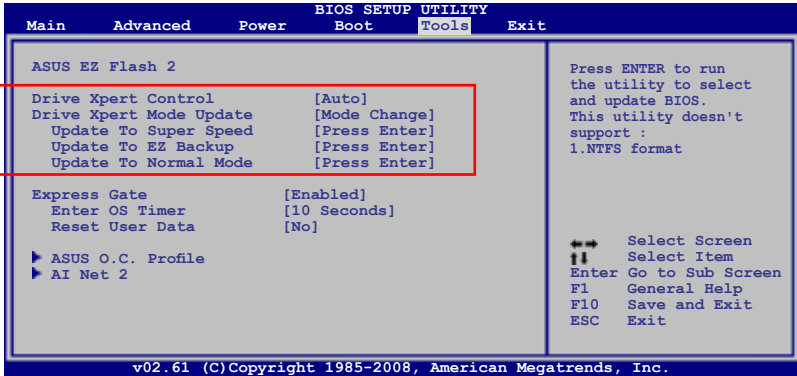 BIOS SETUP UTILITY
Main Advanced Power Boot Tools Exit
ASUS EZ Flash 2
Drive Xpert Control [Auto]
Drive Xpert Mode Update [Mode Change]
Update To Super Speed [Press Enter]
Update To EZ Backup [Press Enter]
Update To Normal Mode [Press Enter]
Express Gate [Enabled]
Enter OS Timer [10 Seconds]
Reset User Data [No]
ASUS O.C. Profile
AI Net 2
Press ENTER to run
the utility to select
and update BIOS.
This utility doesn't
support :
1.NTFS format
Select Screen
Select Item
Enter Go to Sub Screen
F1 General Help
F10 Save and Exit
ESC Exit
v02.61 (C)Copyright 1985-2008, American Megatrends, Inc.